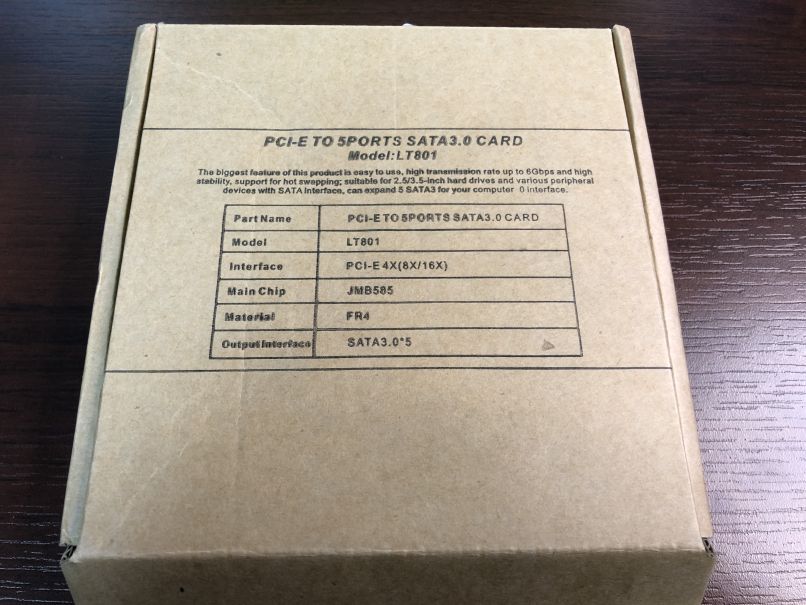 PCI-E TO 5PORTS SATA3.0 CARD
Model:LT801
The biggest feature of this product is easy to use, high transmission rate up to 6Gbps and high
stability, support for hot swapping; suitable for 2.5/3.5-inch hard drives and various peripheral
devices with SATA interface, can expand 5 SATA3 for your computer 0 interface.
Part Name PCI-E TO 5PORTS SATA3.0 CARD
Model LT801
Interface PCI-E 4X(8X/16X)
Main Chip JMB585
Material FR4
Output Interface SATA3.0*5